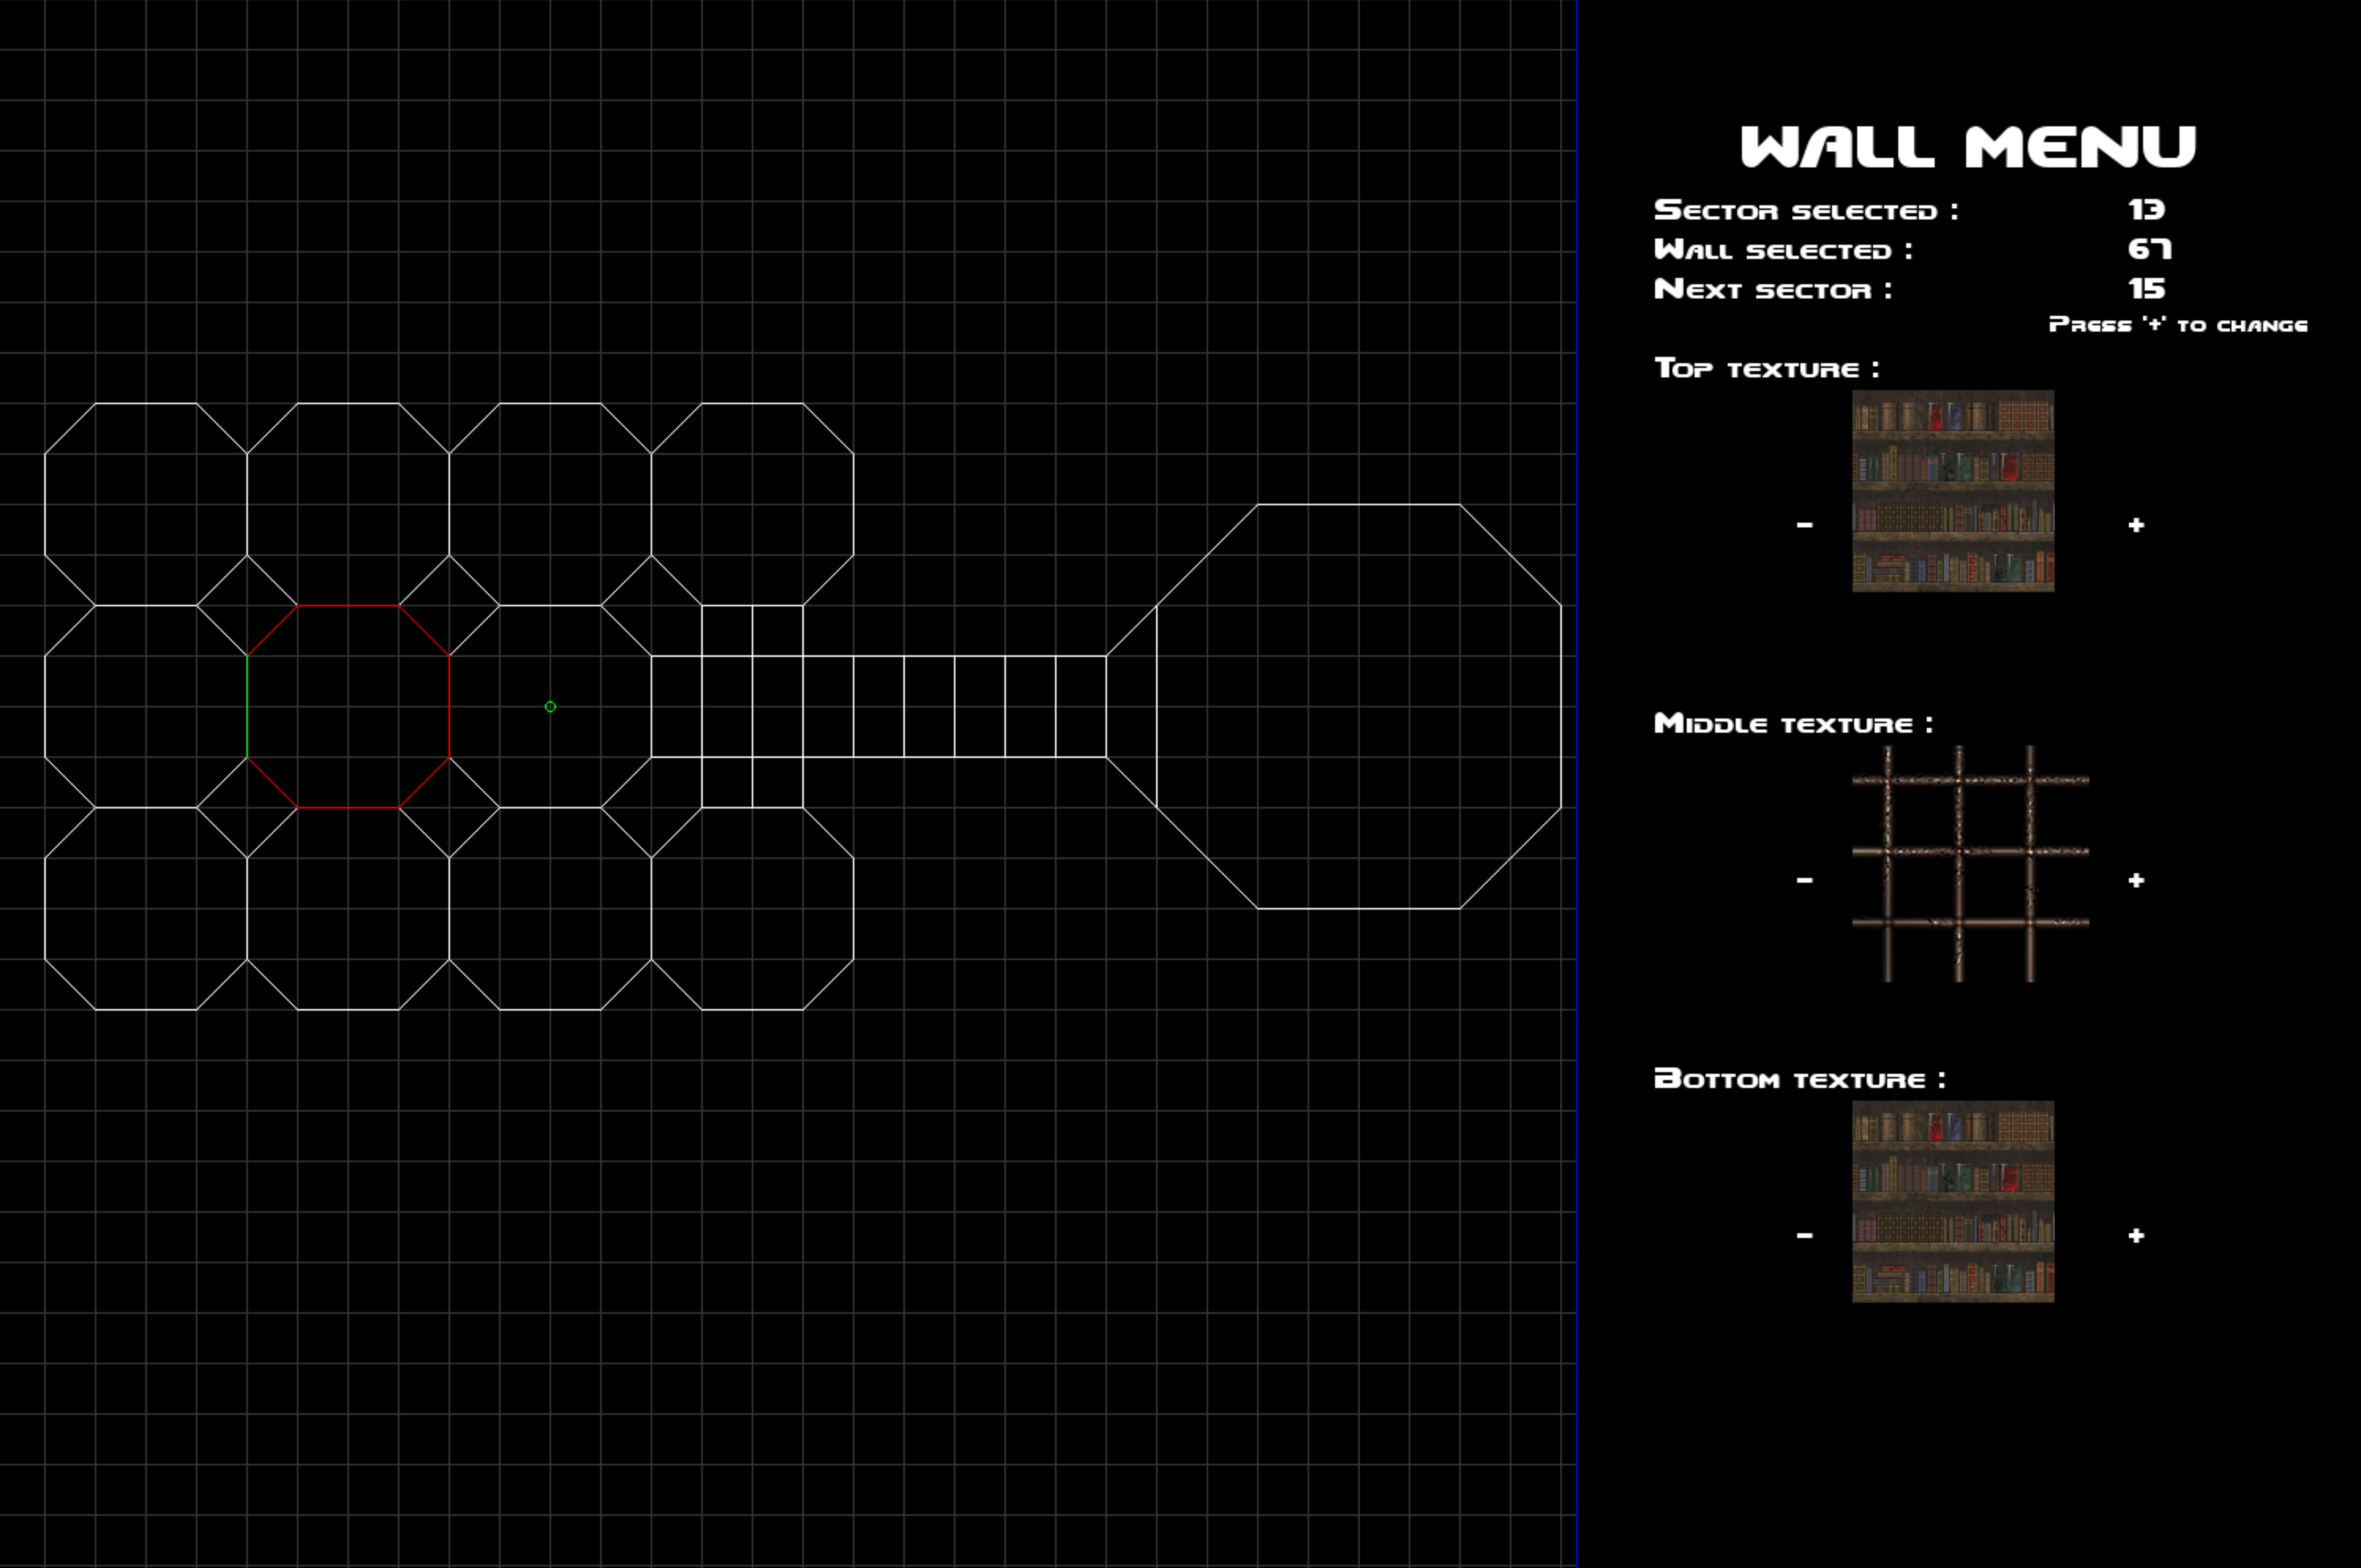 WALL MENU
Sector selected : 13
Wall selected : 67
Next sector : 15
Press '+' to change
Top texture :
- +
Middle texture :
- +
Bottom texture :
- +